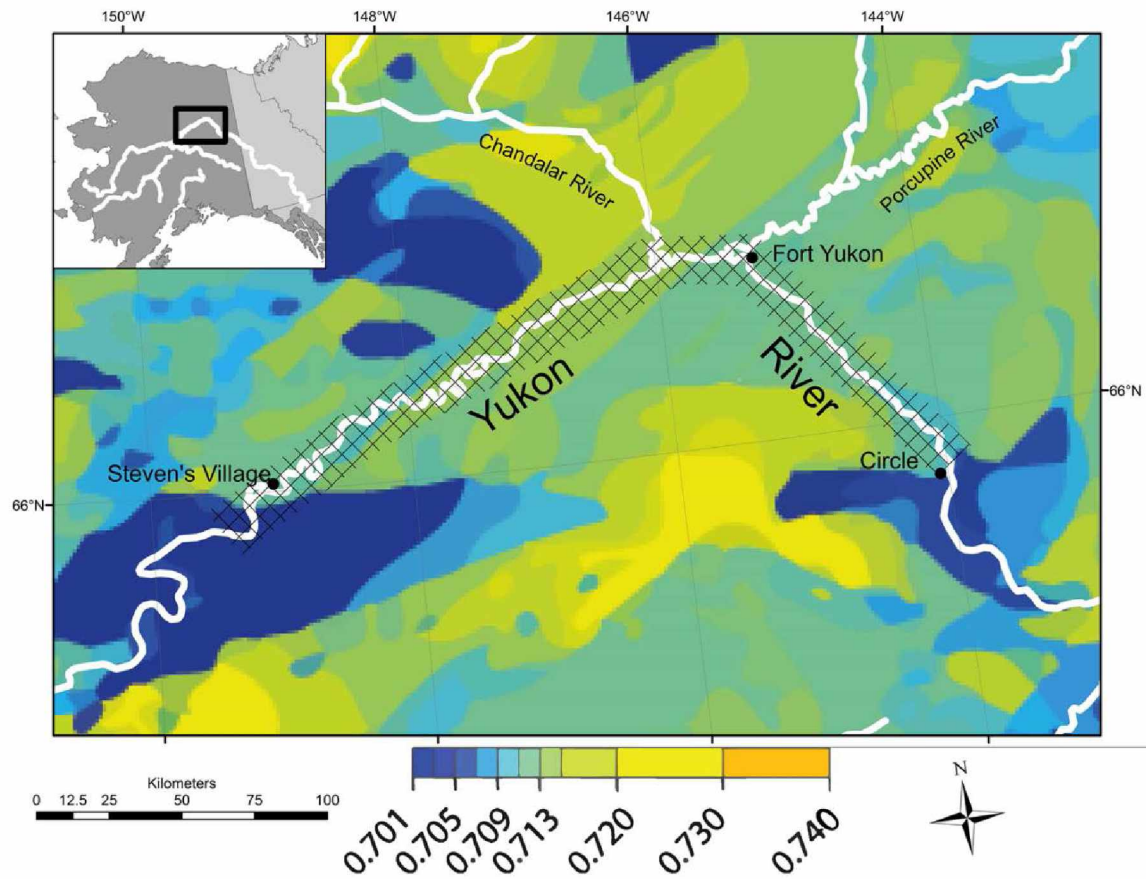 150°W 148°W 146°W 144°W
Chandalar River
Porcupine River
Fort Yukon
Yukon
River
66°N
Circle
Steven's Village
66°N
Kilometers
0 12.5 25 50 75 100
0.701 0.705 0.709 0.713 0.720 0.730 0.740
N